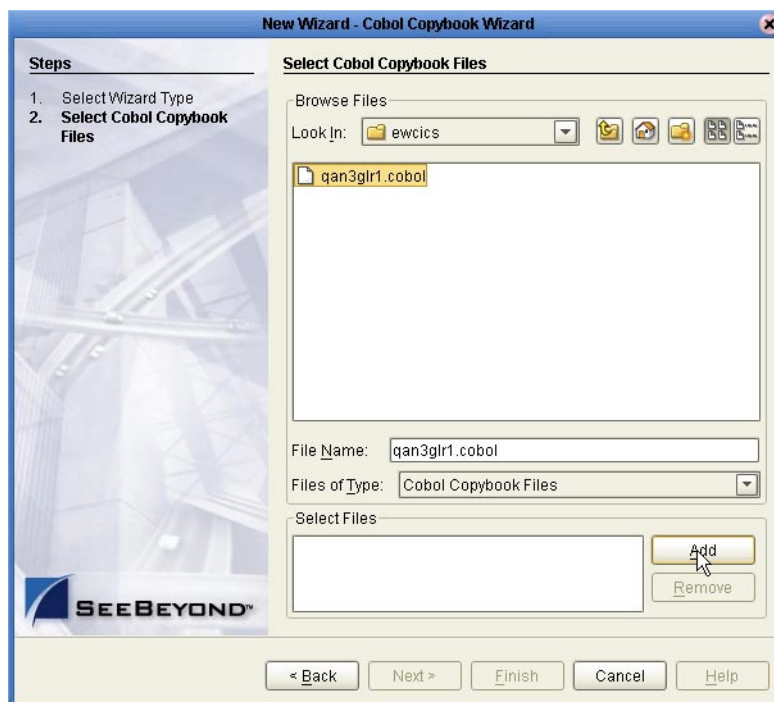 New Wizard - Cobol Copybook Wizard
Steps
1. Select Wizard Type
2. Select Cobol Copybook
Files
Select Cobol Copybook Files
Browse Files
Look In: ewcics
qan3glr1.cobol
File Name: qan3glr1.cobol
Files of Type: Cobol Copybook Files
Select Files
Add
Remove
SEEBEYOND™
< Back Next > Finish Cancel Help